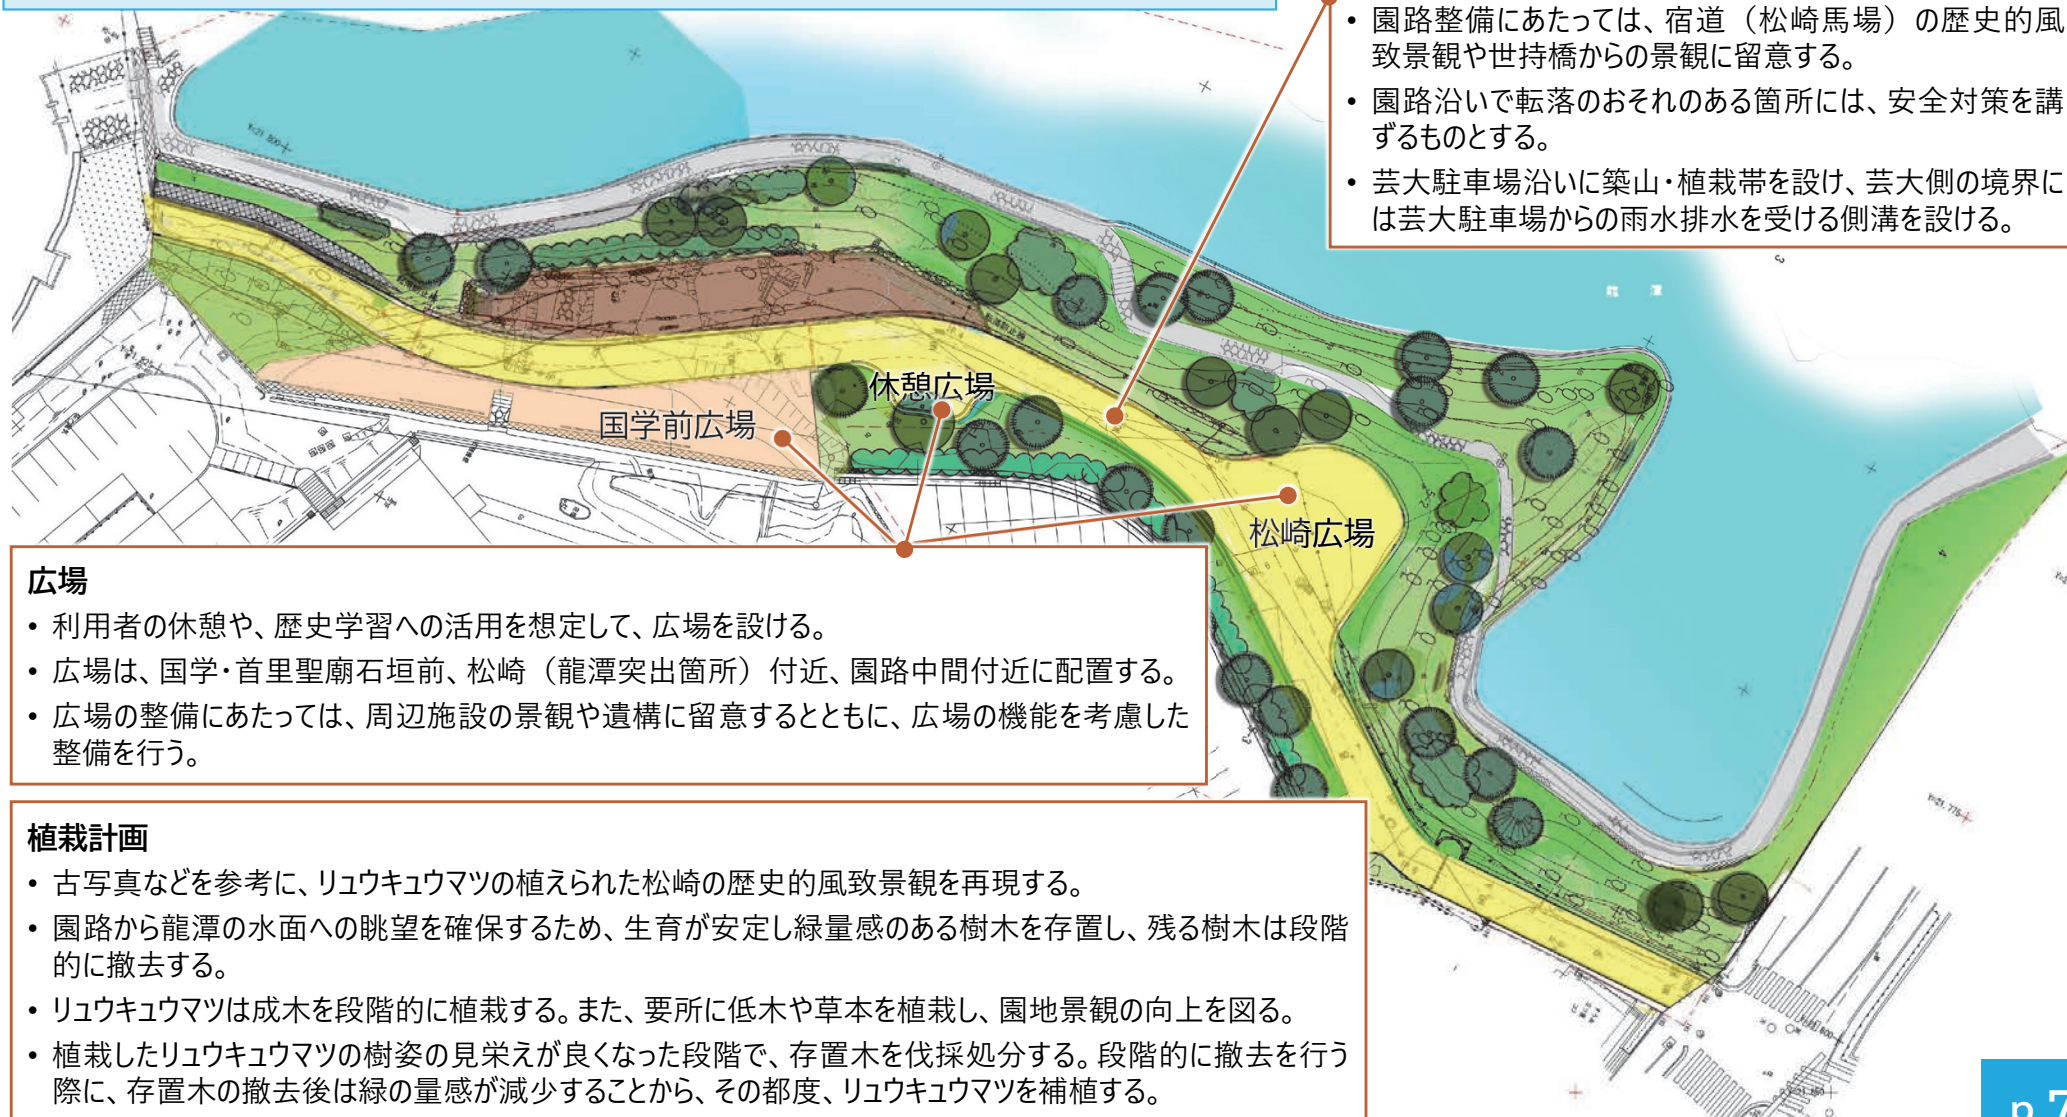 • 園路整備にあたっては、宿道（松崎馬場）の歴史的風
致景観や世持橋からの景観に留意する。
• 園路沿いで転落のおそれのある箇所には、安全対策を講
ずるものとする。
• 芸大駐車場沿いに築山・植栽帯を設け、芸大側の境界に
は芸大駐車場からの雨水排水を受ける側溝を設ける。
龍 潭
休憩広場
国学前広場
松崎広場
広場
• 利用者の休憩や、歴史学習への活用を想定して、広場を設ける。
• 広場は、国学・首里聖廟石垣前、松崎（龍潭突出箇所）付近、園路中間付近に配置する。
• 広場の整備にあたっては、周辺施設の景観や遺構に留意するとともに、広場の機能を考慮した
整備を行う。
植栽計画
• 古写真などを参考に、リュウキュウマツの植えられた松崎の歴史的風致景観を再現する。
• 園路から龍潭の水面への眺望を確保するため、生育が安定し緑量感のある樹木を存置し、残る樹木は段階
的に撤去する。
• リュウキュウマツは成木を段階的に植栽する。また、要所に低木や草本を植栽し、園地景観の向上を図る。
• 植栽したリュウキュウマツの樹姿の見栄えが良くなった段階で、存置木を伐採処分する。段階的に撤去を行う
際に、存置木の撤去後は緑の量感が減少することから、その都度、リュウキュウマツを補植する。
p.7